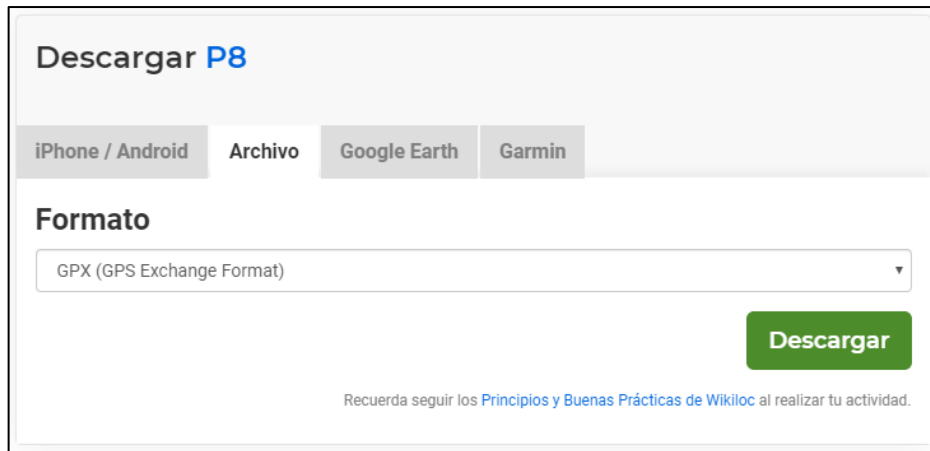 Descargar P8
iPhone / Android Archivo Google Earth Garmin
Formato
GPX (GPS Exchange Format)
Descargar
Recuerda seguir los Principios y Buenas Prácticas de Wikiloc al realizar tu actividad.